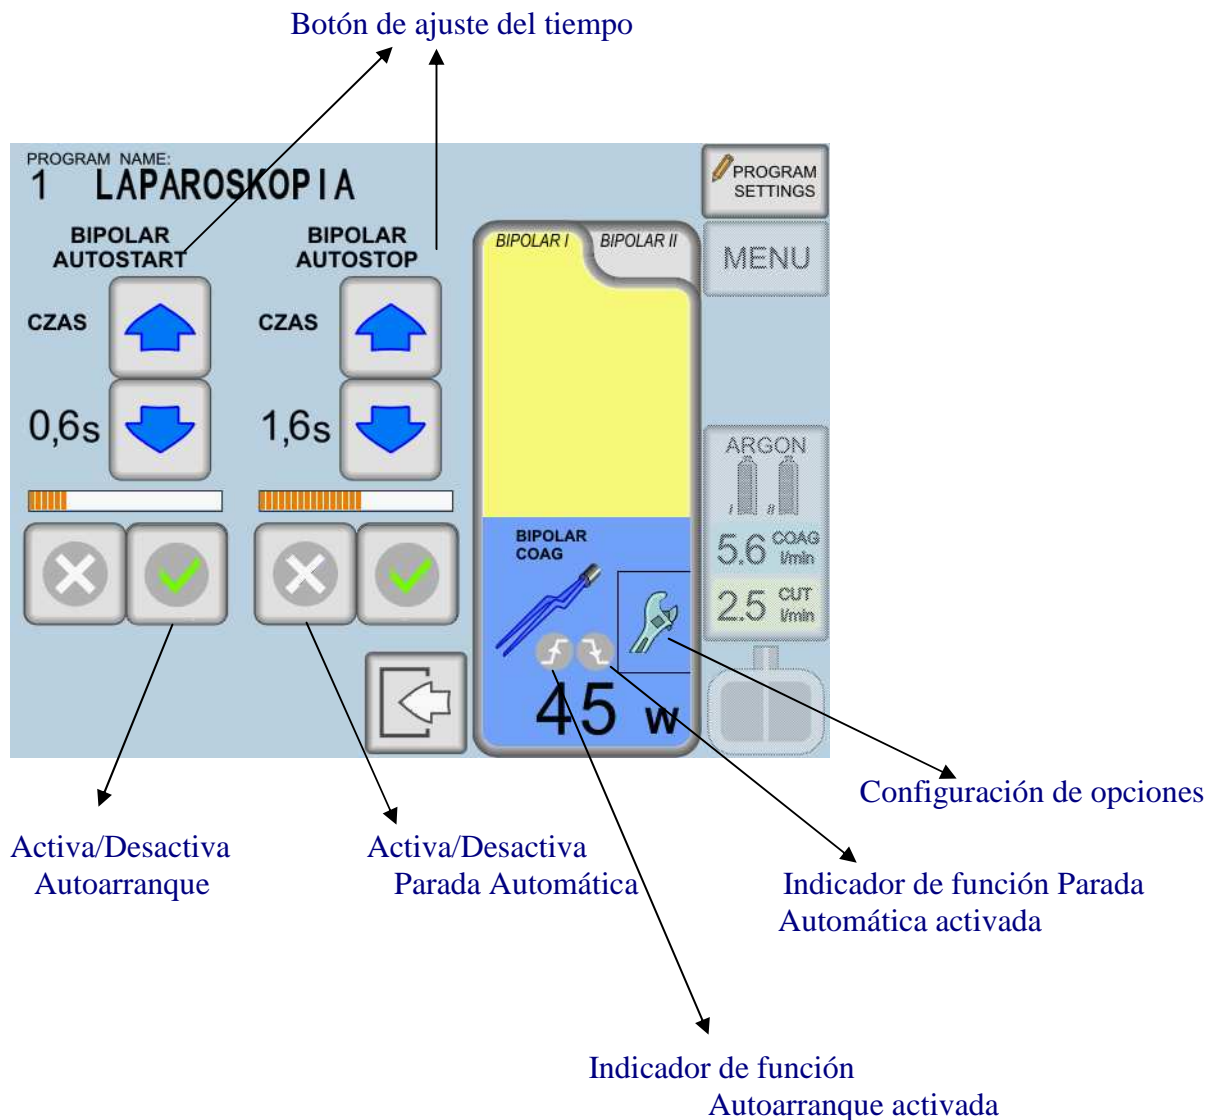 Botón de ajuste del tiempo
PROGRAM NAME:
1 LAPAROSKOPIA
PROGRAM
SETTINGS
BIPOLAR
AUTOSTART
BIPOLAR
AUTOSTOP
BIPOLAR I
BIPOLAR II
MENU
CZAS
CZAS
0,6s
1,6s
ARGON
I II
BIPOLAR
COAG
5.6 COAG
l/min
2.5 CUT
l/min
45 W
Configuración de opciones
Activa/Desactiva
Autoarranque
Activa/Desactiva
Parada Automática
Indicador de función Parada
Automática activada
Indicador de función
Autoarranque activada